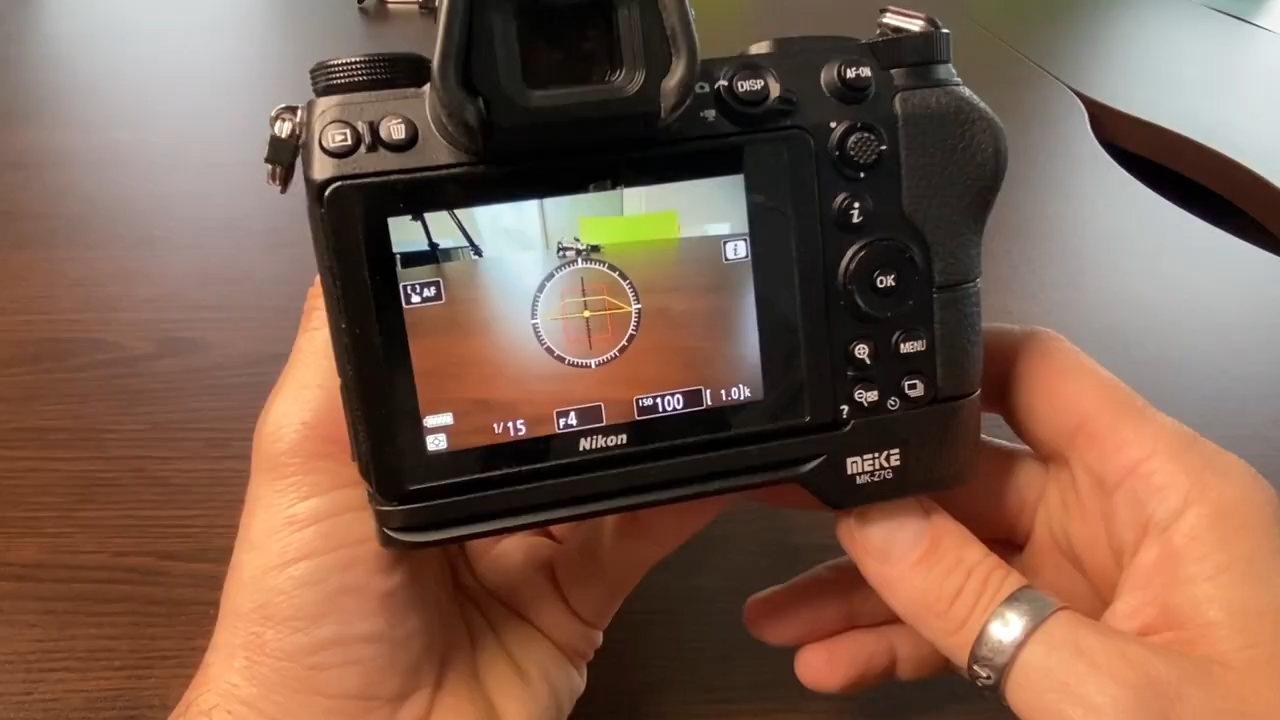 DISP
AF-ON
i
i
AF
OK
MENU
1/15
F4
ISO 100
[ 1.0]k
?
Nikon
MEIKE
MK-Z7G